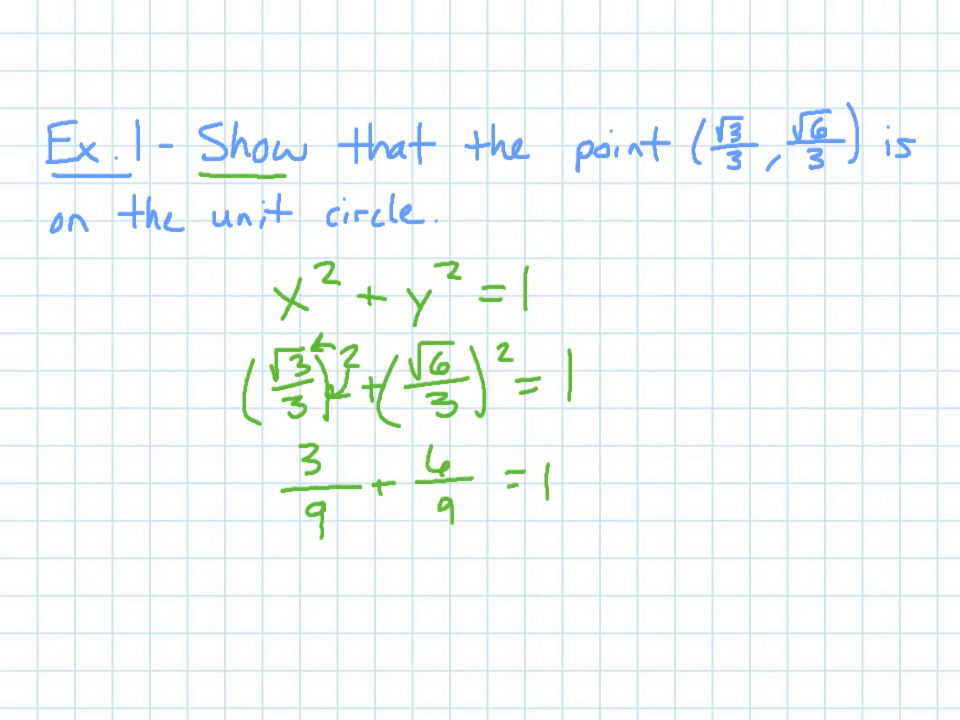 Ex. 1 - Show that the point (√3/3, √6/3) is
on the unit circle.
x² + y² = 1
(√3/3)² + (√6/3)² = 1
3/9 + 6/9 = 1